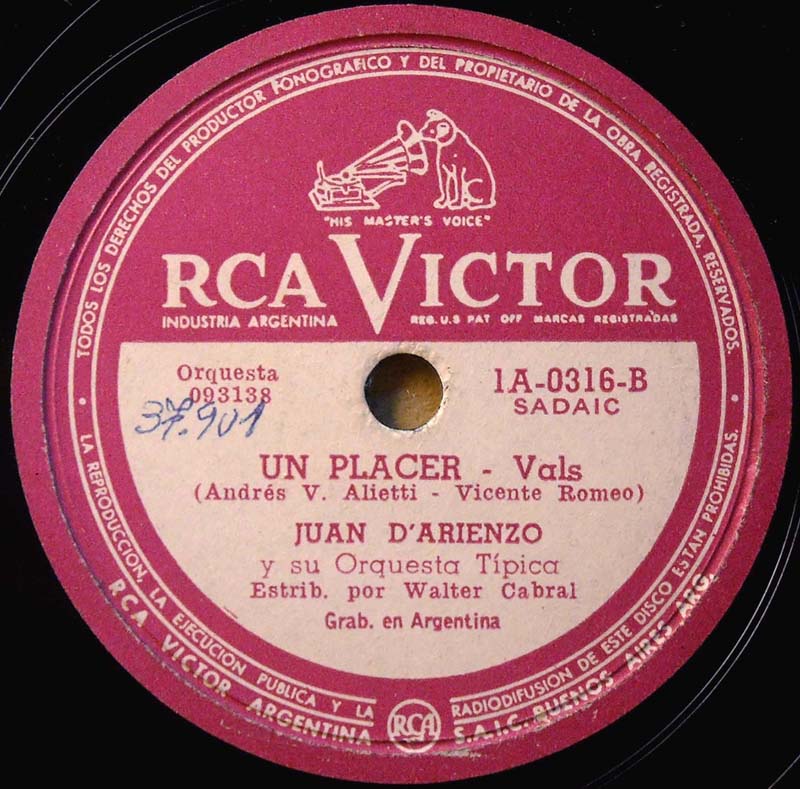 TODOS LOS DERECHOS DEL PRODUCTOR FONOGRAFICO Y DEL PROPIETARIO DE LA OBRA REGISTRADA, RESERVADOS.
"HIS MASTER'S VOICE"
RCA VICTOR
INDUSTRIA ARGENTINA
REG. U.S PAT OFF MARCAS REGISTRADAS
Orquesta
093138
37.901
1A-0316-B
SADAIC
UN PLACER - Vals
(Andrés V. Alietti - Vicente Romeo)
JUAN D'ARIENZO
y su Orquesta Típica
Estrib. por Walter Cabral
Grab. en Argentina
• LA REPRODUCCION, LA EJECUCION PUBLICA Y LA RADIODIFUSION DE ESTE DISCO ESTAN PROHIBIDAS. •
RCA VICTOR ARGENTINA S.A.I.C. BUENOS AIRES ARG.
RCA